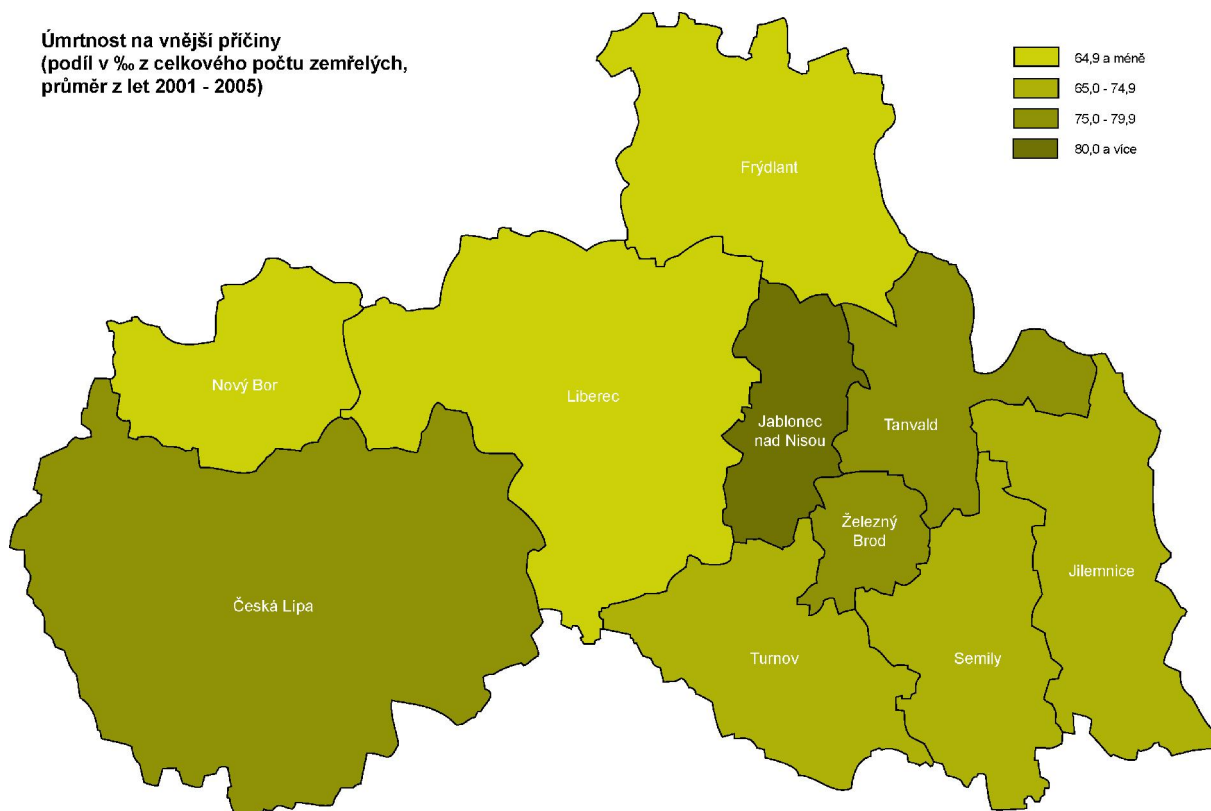 Úmrtnost na vnější příčiny
(podíl v ‰ z celkového počtu zemřelých,
průměr z let 2001 - 2005)
64,9 a méně
65,0 - 74,9
75,0 - 79,9
80,0 a více
Frýdlant
Nový Bor
Liberec
Jablonec
nad Nisou
Tanvald
Železný
Brod
Jilemnice
Česká Lípa
Turnov
Semily